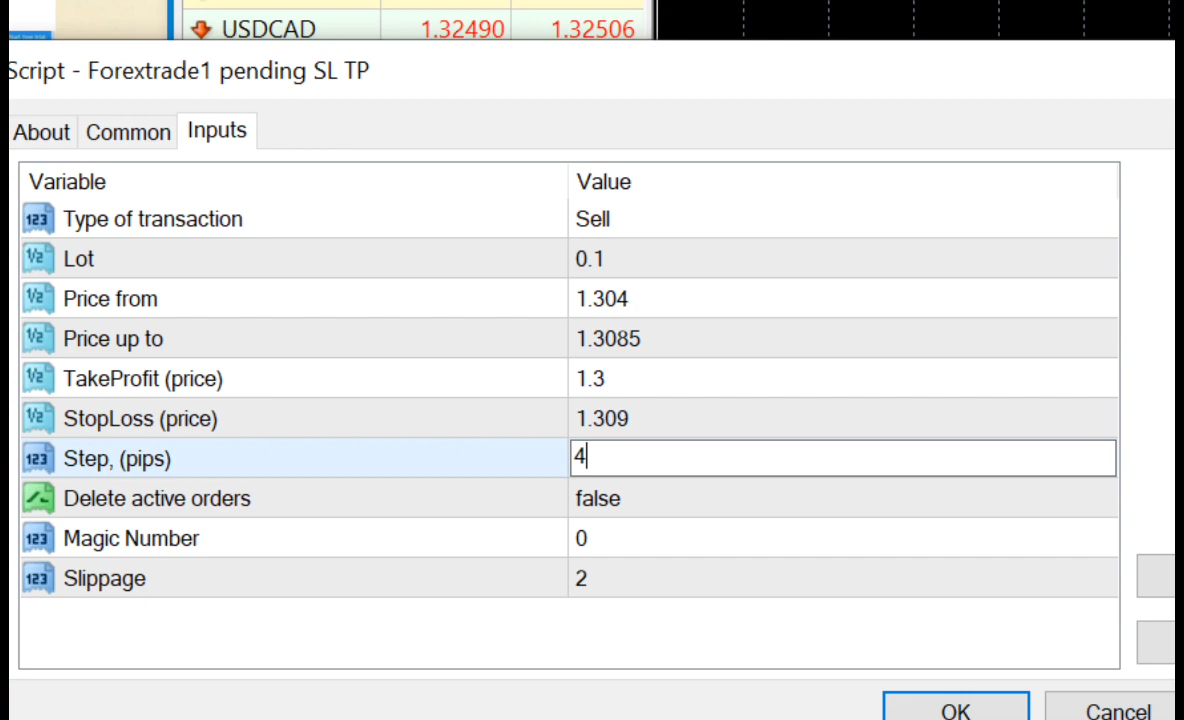 USDCAD 1.32490 1.32506
Script - Forextrade1 pending SL TP
About Common Inputs
Variable Value
Type of transaction Sell
Lot 0.1
Price from 1.304
Price up to 1.3085
TakeProfit (price) 1.3
StopLoss (price) 1.309
Step, (pips) 4
Delete active orders false
Magic Number 0
Slippage 2
OK Cancel